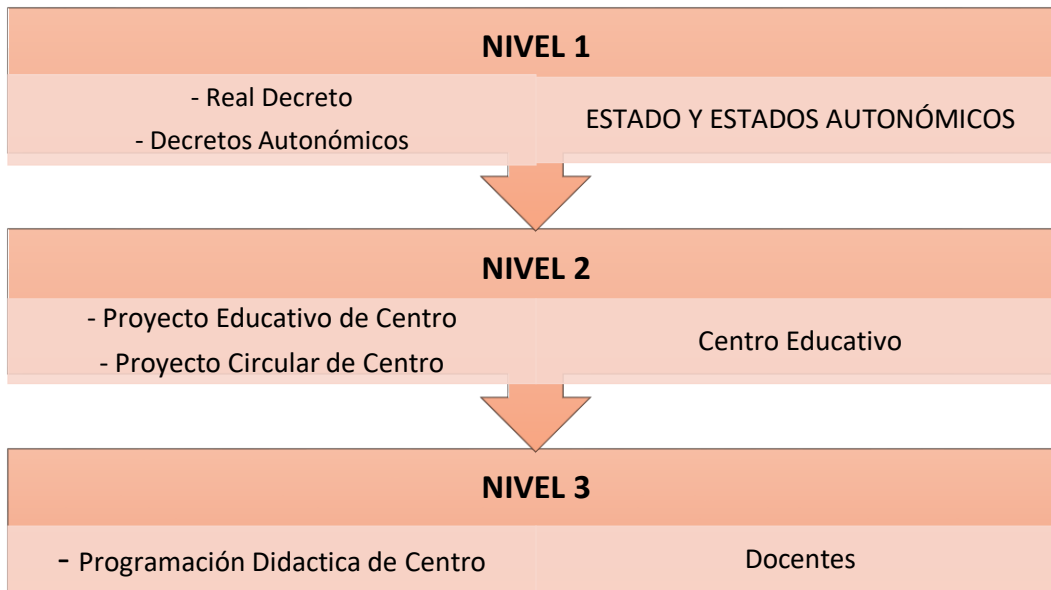 NIVEL 1
- Real Decreto
- Decretos Autonómicos
ESTADO Y ESTADOS AUTONÓMICOS
NIVEL 2
- Proyecto Educativo de Centro
- Proyecto Circular de Centro
Centro Educativo
NIVEL 3
- Programación Didactica de Centro
Docentes